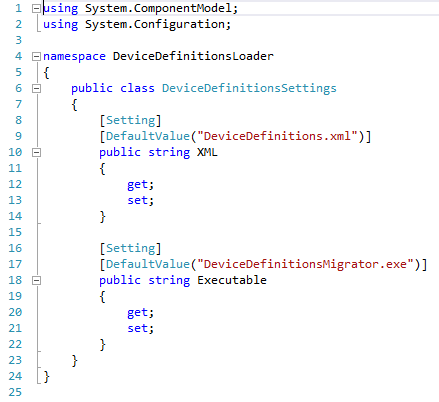 1 using System.ComponentModel;
2 using System.Configuration;
3
4 namespace DeviceDefinitionsLoader
5 {
6     public class DeviceDefinitionsSettings
7     {
8         [Setting]
9         [DefaultValue("DeviceDefinitions.xml")]
10         public string XML
11         {
12             get;
13             set;
14         }
15
16         [Setting]
17         [DefaultValue("DeviceDefinitionsMigrator.exe")]
18         public string Executable
19         {
20             get;
21             set;
22         }
23     }
24 }
25